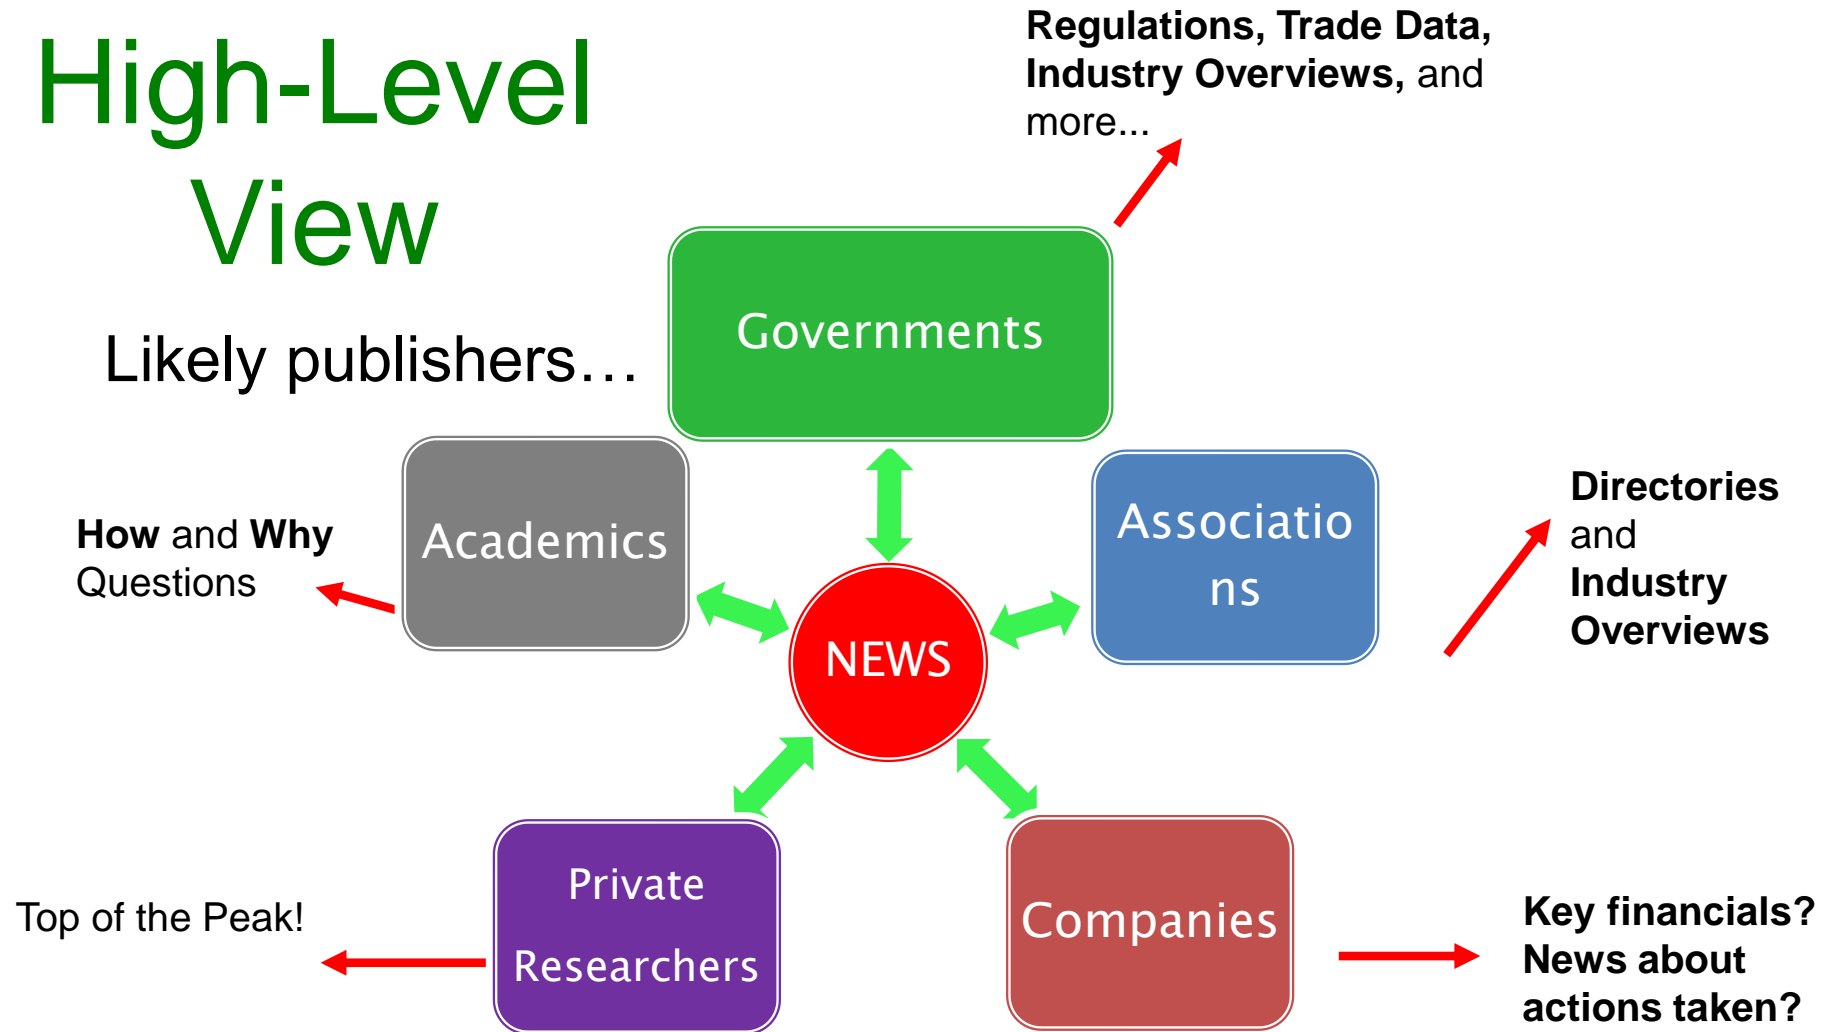 High-Level
View
Likely publishers…
Regulations, Trade Data,
Industry Overviews, and
more...
Governments
Academics
How and Why
Questions
Associatio
ns
Directories
and
Industry
Overviews
NEWS
Private
Researchers
Top of the Peak!
Companies
Key financials?
News about
actions taken?